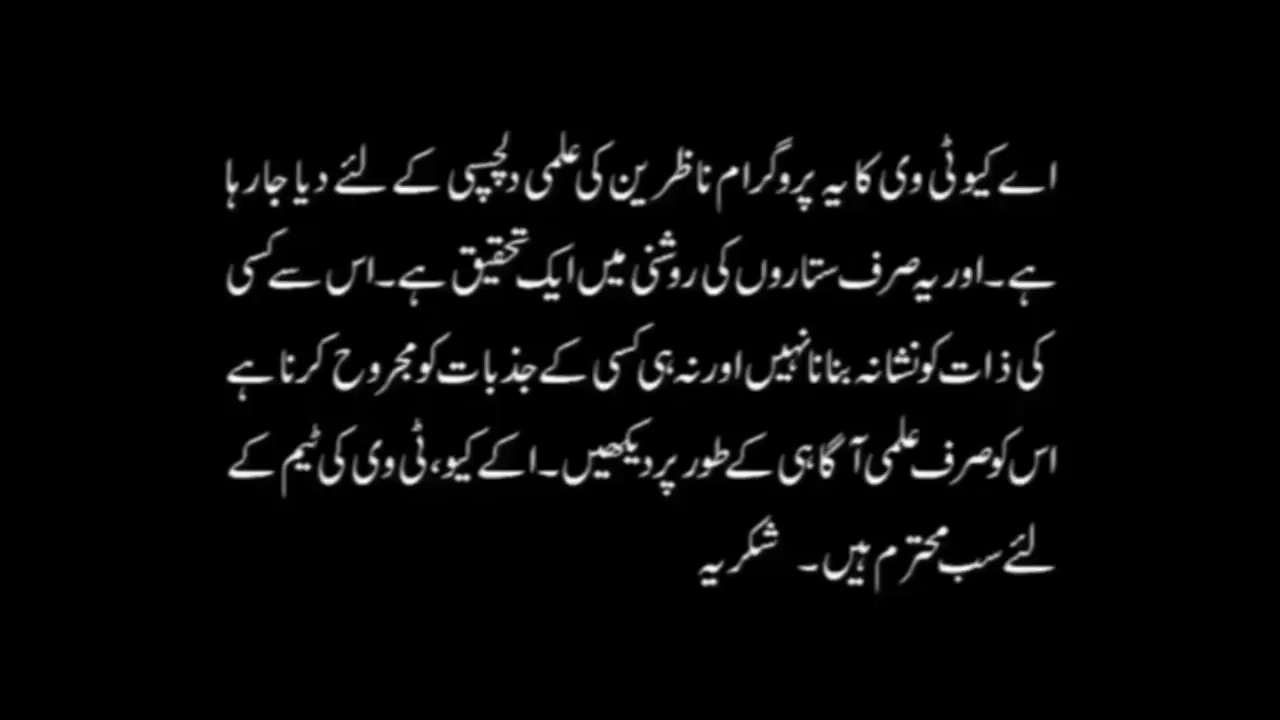 اے کیو ٹی وی کا یہ پروگرام ناظرین کی علمی دلچسپی کے لئے دیا جارہا
ہے۔اور یہ صرف ستاروں کی روشنی میں ایک تحقیق ہے۔اس سے کسی
کی ذات کو نشانہ بنانا نہیں اور نہ ہی کسی کے جذبات کو مجروح کرنا ہے
اس کو صرف علمی آگاہی کے طور پر دیکھیں۔اکے کیو،ٹی وی کی ٹیم کے
لئے سب محترم ہیں۔ شکریہ